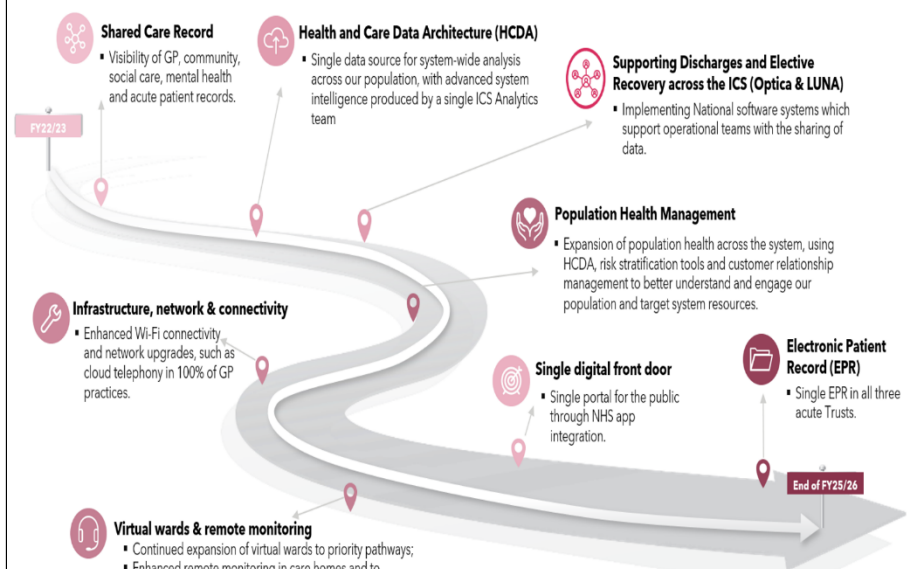 Shared Care Record
▪ Visibility of GP, community,
social care, mental health
and acute patient records.
Health and Care Data Architecture (HCDA)
▪ Single data source for system-wide analysis
across our population, with advanced system
intelligence produced by a single ICS Analytics
team
Supporting Discharges and Elective
Recovery across the ICS (Optica & LUNA)
▪ Implementing National software systems which
support operational teams with the sharing of
data.
FY22/23
Population Health Management
▪ Expansion of population health across the system, using
HCDA, risk stratification tools and customer relationship
management to better understand and engage our
population and target system resources.
Infrastructure, network & connectivity
▪ Enhanced Wi-Fi connectivity
and network upgrades, such as
cloud telephony in 100% of GP
practices.
Single digital front door
▪ Single portal for the public
through NHS app
integration.
Electronic Patient
Record (EPR)
▪ Single EPR in all three
acute Trusts.
End of FY25/26
Virtual wards & remote monitoring
▪ Continued expansion of virtual wards to priority pathways;
▪ Enhanced remote monitoring in care homes and to